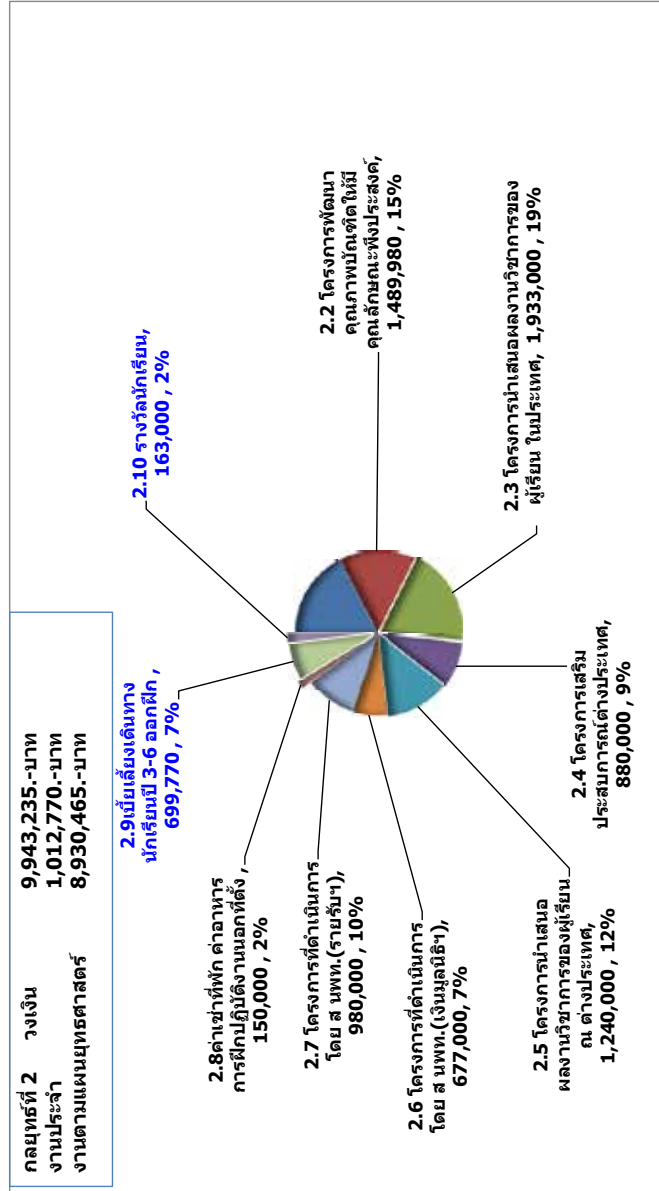 กลยุทธ์ที่ 2 วงเงิน 9,943,235.-บาท
งานประจำ 1,012,770.-บาท
งานตามแผนยุทธศาสตร์ 8,930,465.-บาท
2.10 รางวัลนักเรียน,
163,000 , 2%
2.2 โครงการพัฒนา
คุณภาพบัณฑิตให้มี
คุณลักษณะพึงประสงค์,
1,489,980 , 15%
2.3 โครงการนำเสนอผลงานวิชาการของ
ผู้เรียน ในประเทศ, 1,933,000 , 19%
2.4 โครงการเสริม
ประสบการณ์ต่างประเทศ,
880,000 , 9%
2.5 โครงการนำเสนอ
ผลงานวิชาการของผู้เรียน
ณ ต่างประเทศ,
1,240,000 , 12%
2.6 โครงการที่ดำเนินการ
โดย ส นพท.(เงินมูลนิธิฯ),
677,000, 7%
2.7 โครงการที่ดำเนินการ
โดย ส นพท.(รายรับฯ),
980,000 , 10%
2.8ค่าเช่าที่พัก ค่าอาหาร
การฝึกปฏิบัติงานนอกที่ตั้ง ,
150,000 , 2%
2.9เบี้ยเลี้ยงเดินทาง
นักเรียนปี 3-6 ออกฝึก ,
699,770 , 7%